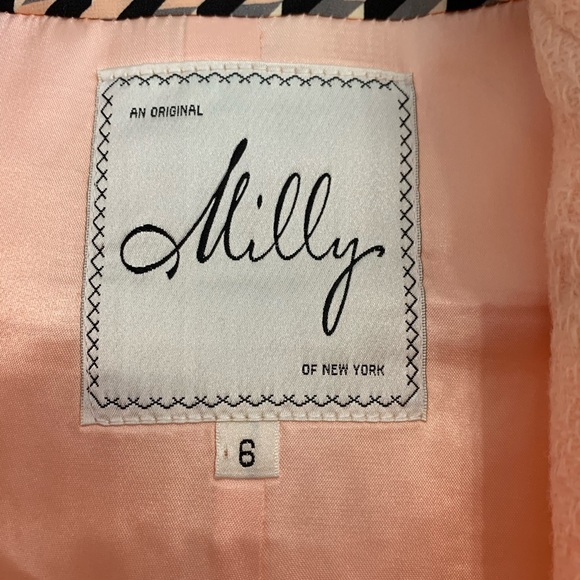 AN ORIGINAL
Milly
OF NEW YORK
6